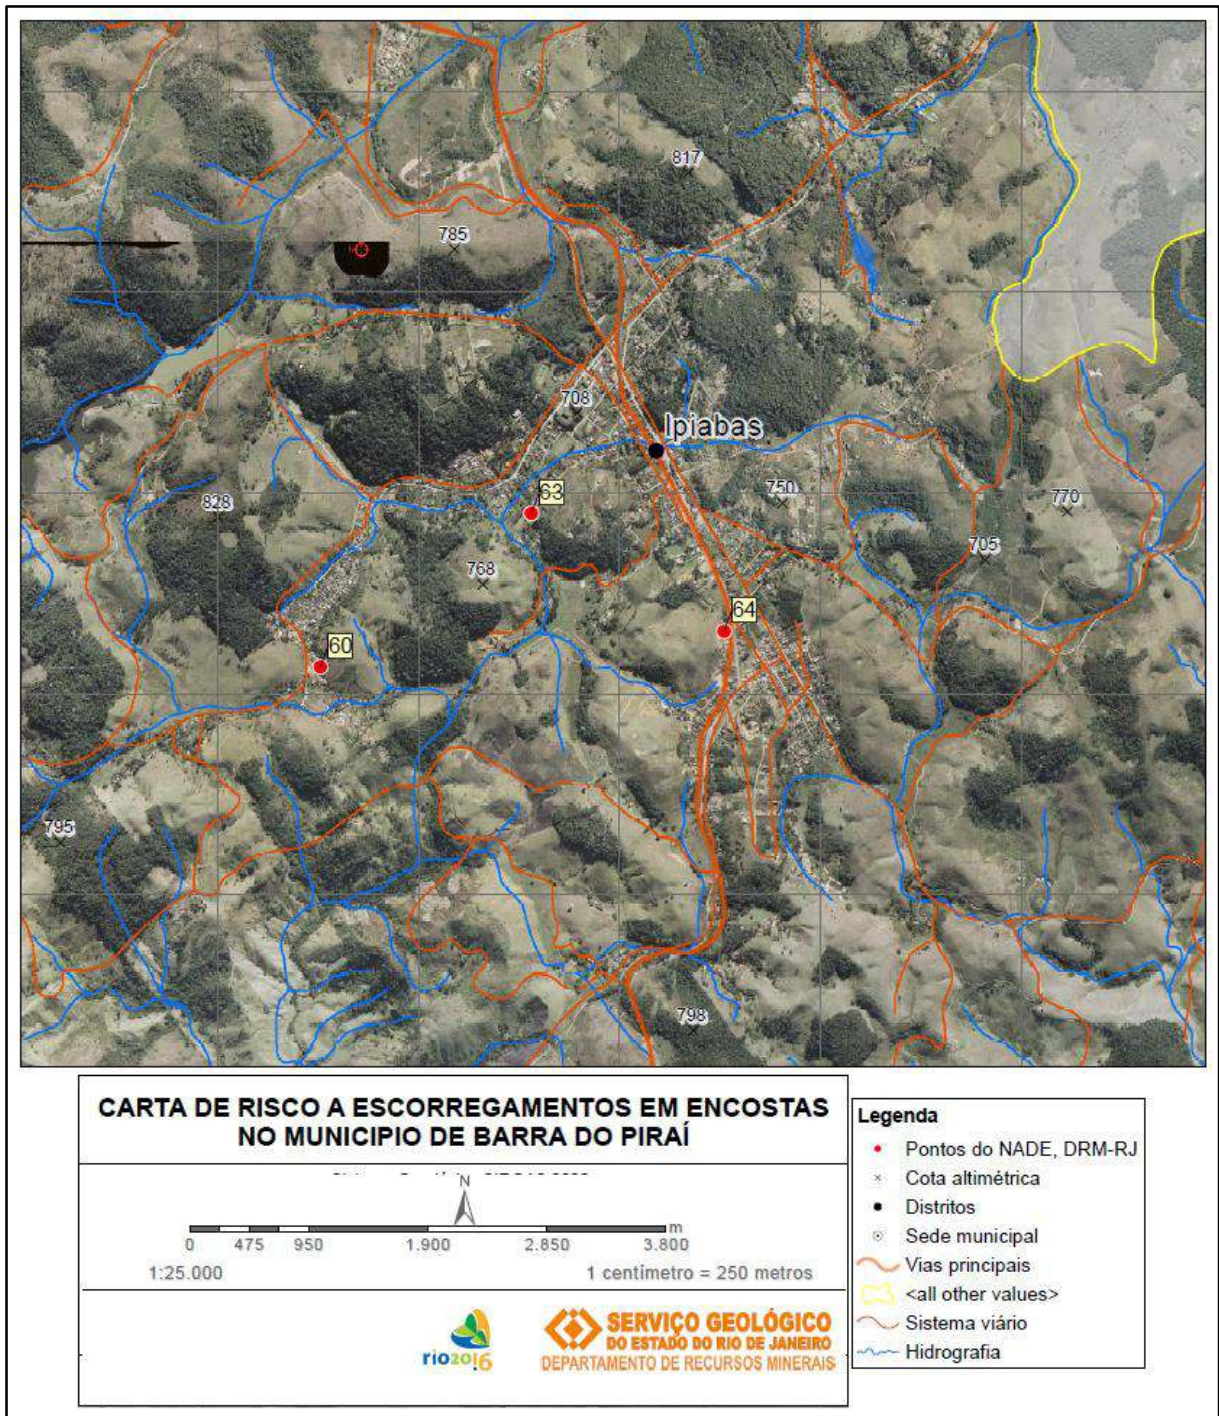 817
785
708
Ipiabas
63
828
750
770
705
768
64
60
795
798
CARTA DE RISCO A ESCORREGAMENTOS EM ENCOSTAS
NO MUNICIPIO DE BARRA DO PIRAÍ
N
m
0 475 950 1.900 2.850 3.800
1:25.000 1 centímetro = 250 metros
rio2016
SERVIÇO GEOLÓGICO
DO ESTADO DO RIO DE JANEIRO
DEPARTAMENTO DE RECURSOS MINERAIS
Legenda
Pontos do NADE, DRM-RJ
Cota altimétrica
Distritos
Sede municipal
Vias principais
<all other values>
Sistema viário
Hidrografia